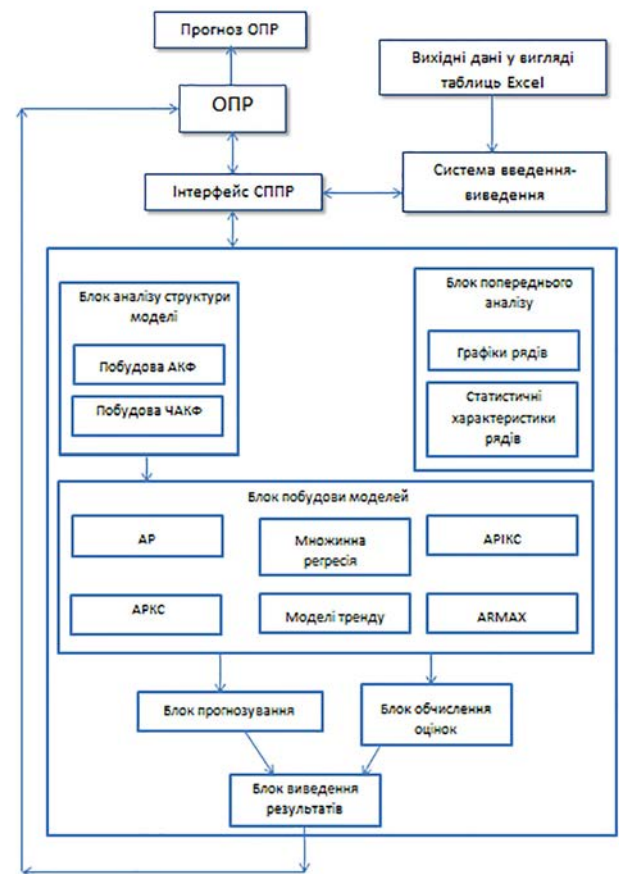 Прогноз ОПР
Вихідні дані у вигляді
таблиць Excel
ОПР
Система введення-
виведення
Інтерфейс СППР
Блок аналізу структури
моделі
Побудова АКФ
Побудова ЧАКФ
Блок попереднього
аналізу
Графіки рядів
Статистичні
характеристики
рядів
Блок побудови моделей
АР
Множинна
регресія
АРІКС
АРКС
Моделі тренду
ARMAX
Блок прогнозування
Блок обчислення
оцінок
Блок виведення
результатів